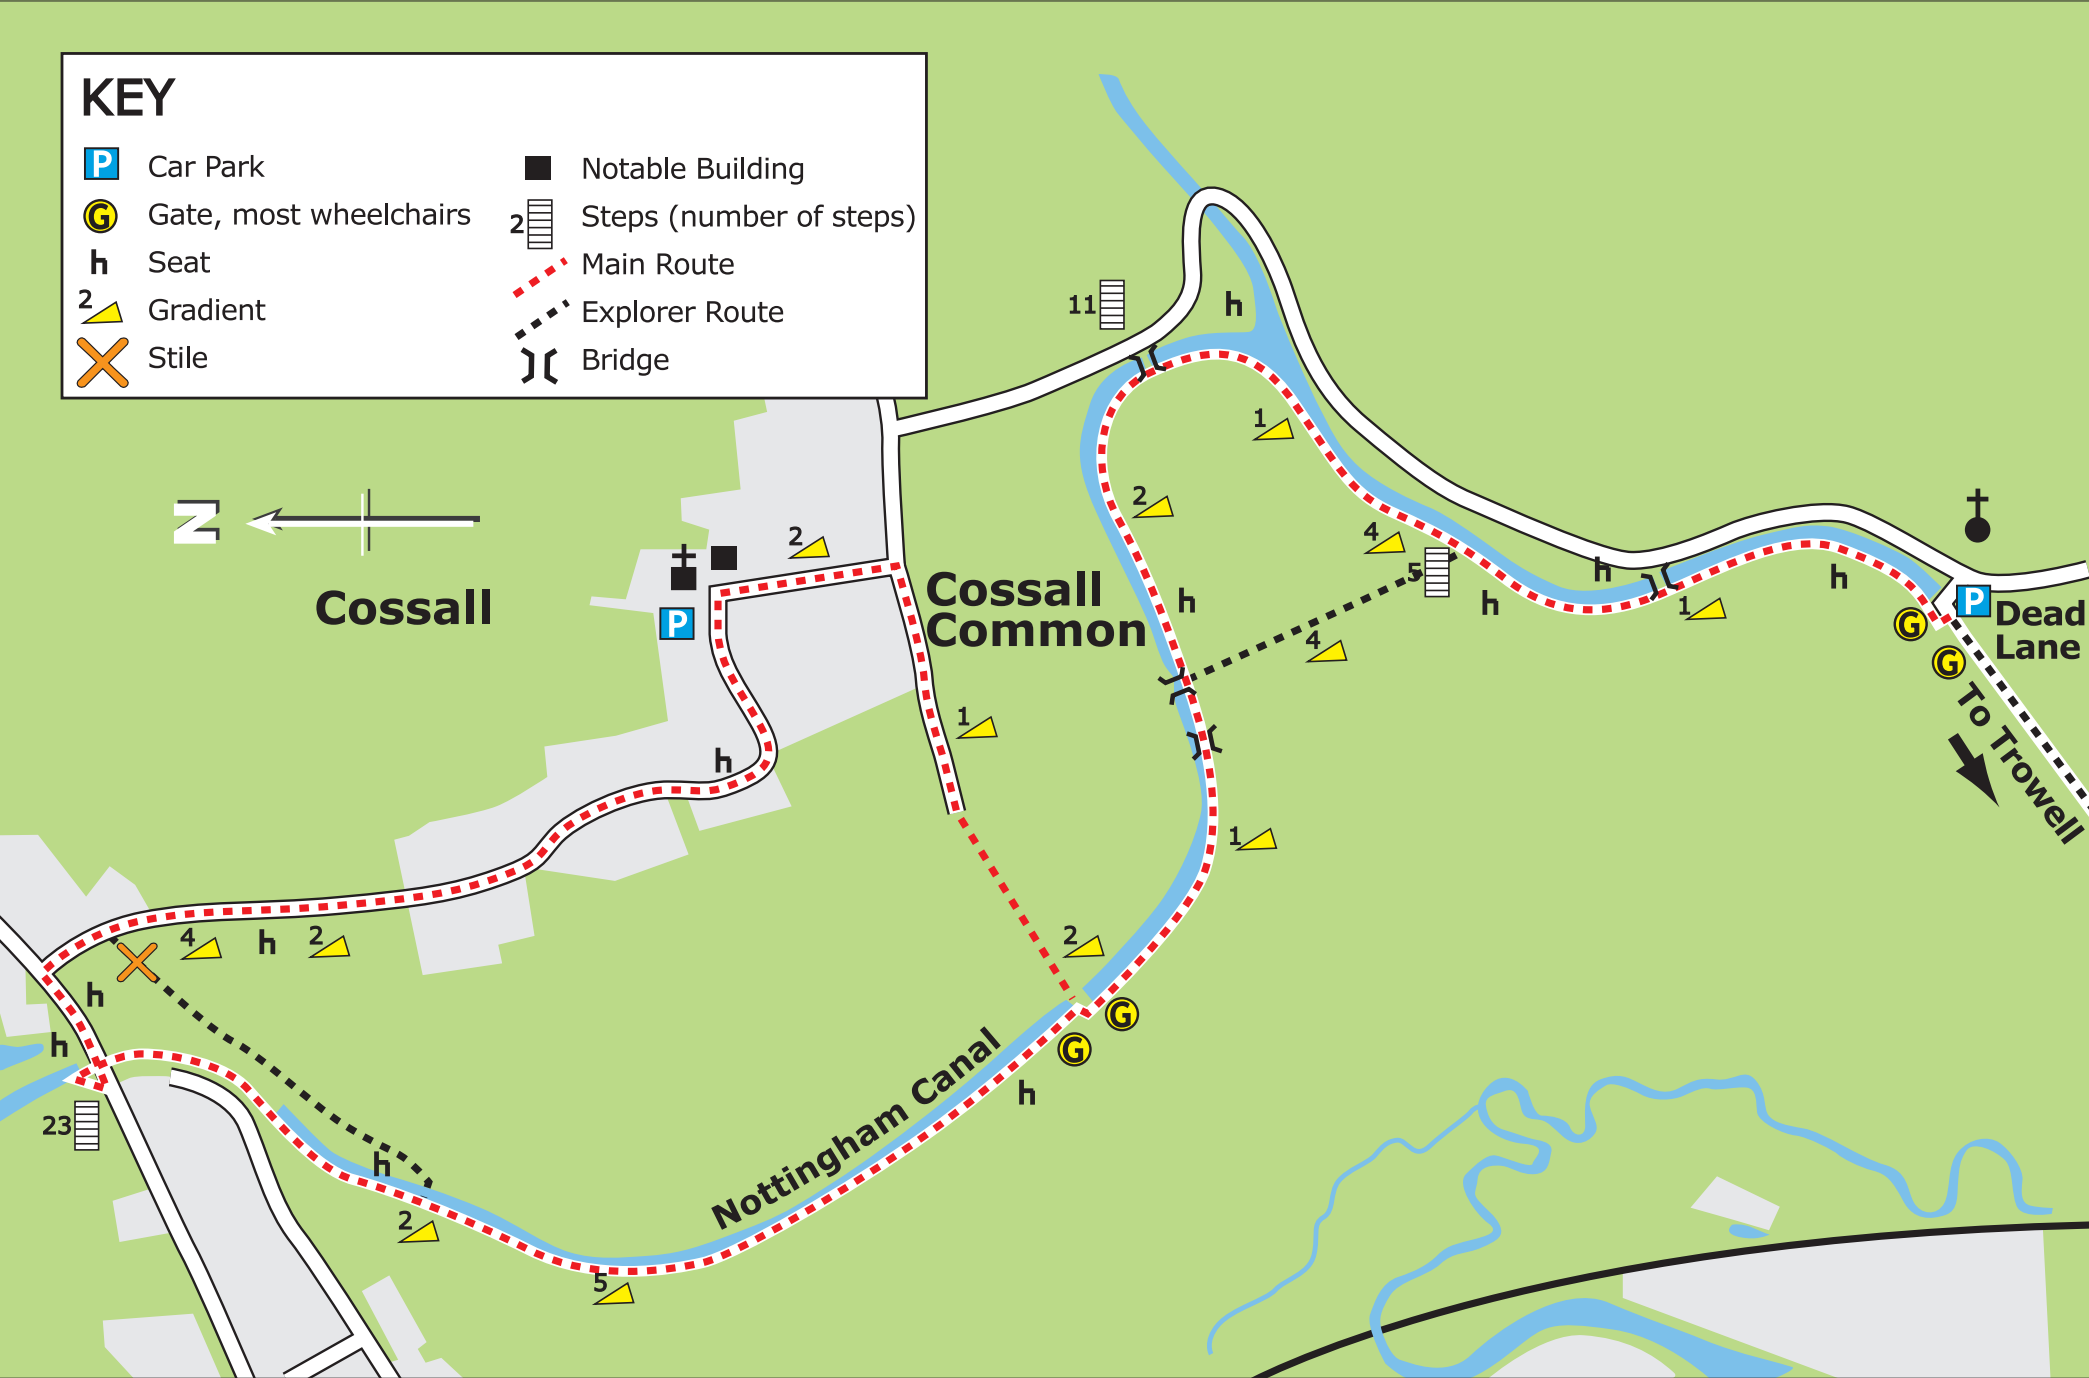 KEY
P Car Park
G Gate, most wheelchairs
h Seat
2 Gradient
Stile
Notable Building
2 Steps (number of steps)
Main Route
Explorer Route
Bridge
N
Cossall
P
2
Cossall
Common
11
h
1
2
4
5
h
4
h
h
1
h
P
G
G
Dead
Lane
To Trowell
1
h
1
2
G
G
h
4
h
2
h
h
23
h
2
5
Nottingham Canal